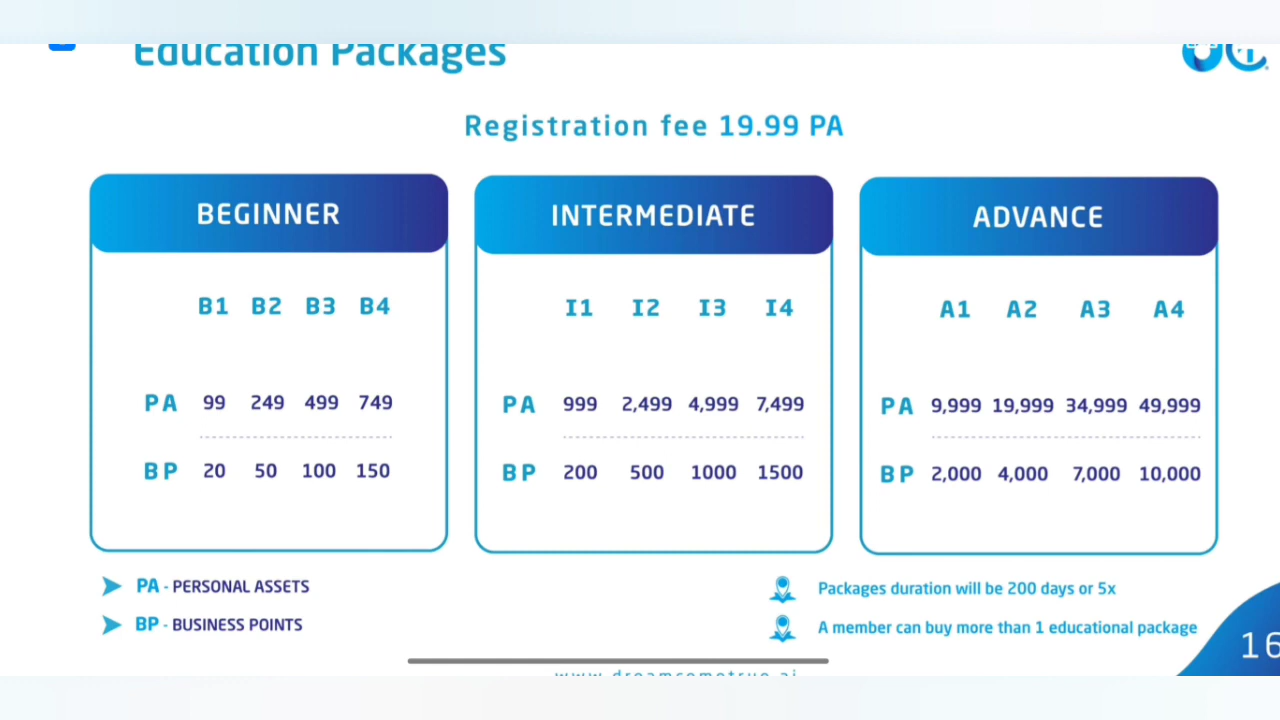 Education Packages
Registration fee 19.99 PA
BEGINNER
B1 B2 B3 B4
PA 99 249 499 749
BP 20 50 100 150
INTERMEDIATE
I1 I2 I3 I4
PA 999 2,499 4,999 7,499
BP 200 500 1000 1500
ADVANCE
A1 A2 A3 A4
PA 9,999 19,999 34,999 49,999
BP 2,000 4,000 7,000 10,000
PA - PERSONAL ASSETS
BP - BUSINESS POINTS
Packages duration will be 200 days or 5x
A member can buy more than 1 educational package
16
www.dreamcometrue.ai